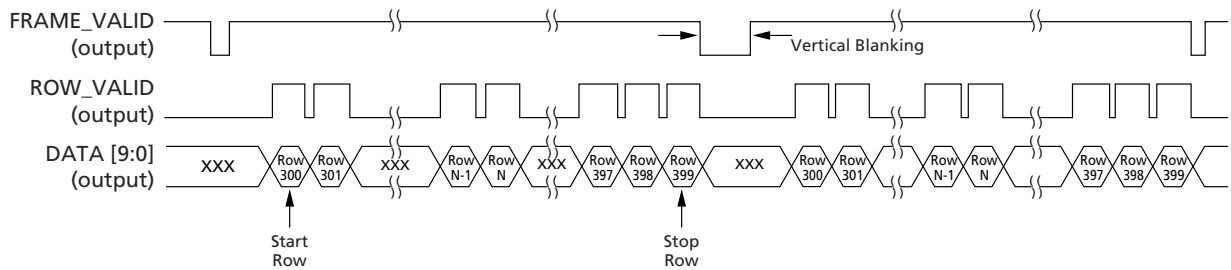 FRAME_VALID
(output)
Vertical Blanking
ROW_VALID
(output)
DATA [9:0]
(output)
XXX
Row
300
Row
301
XXX
Row
N-1
Row
N
XXX
Row
397
Row
398
Row
399
XXX
Row
300
Row
301
Row
N-1
Row
N
Row
397
Row
398
Row
399
Start
Row
Stop
Row